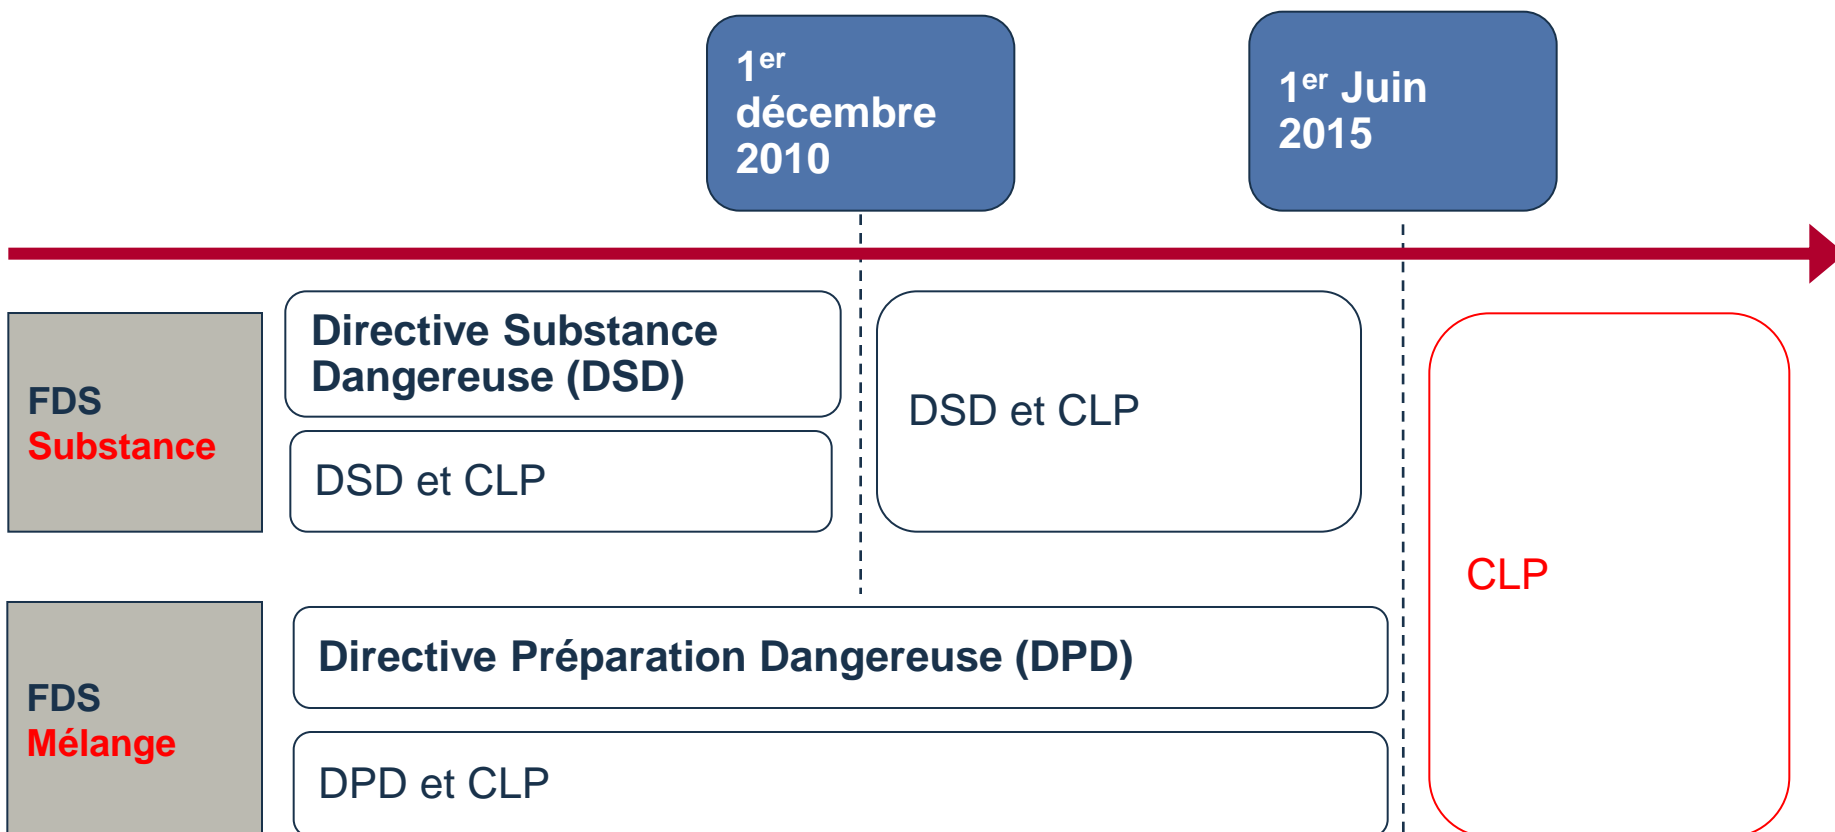 1er
décembre
2010
1er Juin
2015
FDS
Substance
Directive Substance
Dangereuse (DSD)
DSD et CLP
DSD et CLP
CLP
FDS
Mélange
Directive Préparation Dangereuse (DPD)
DPD et CLP